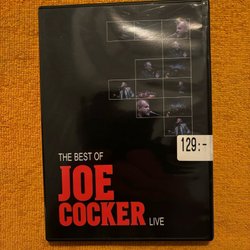 129:-
THE BEST OF
JOE
COCKER LIVE